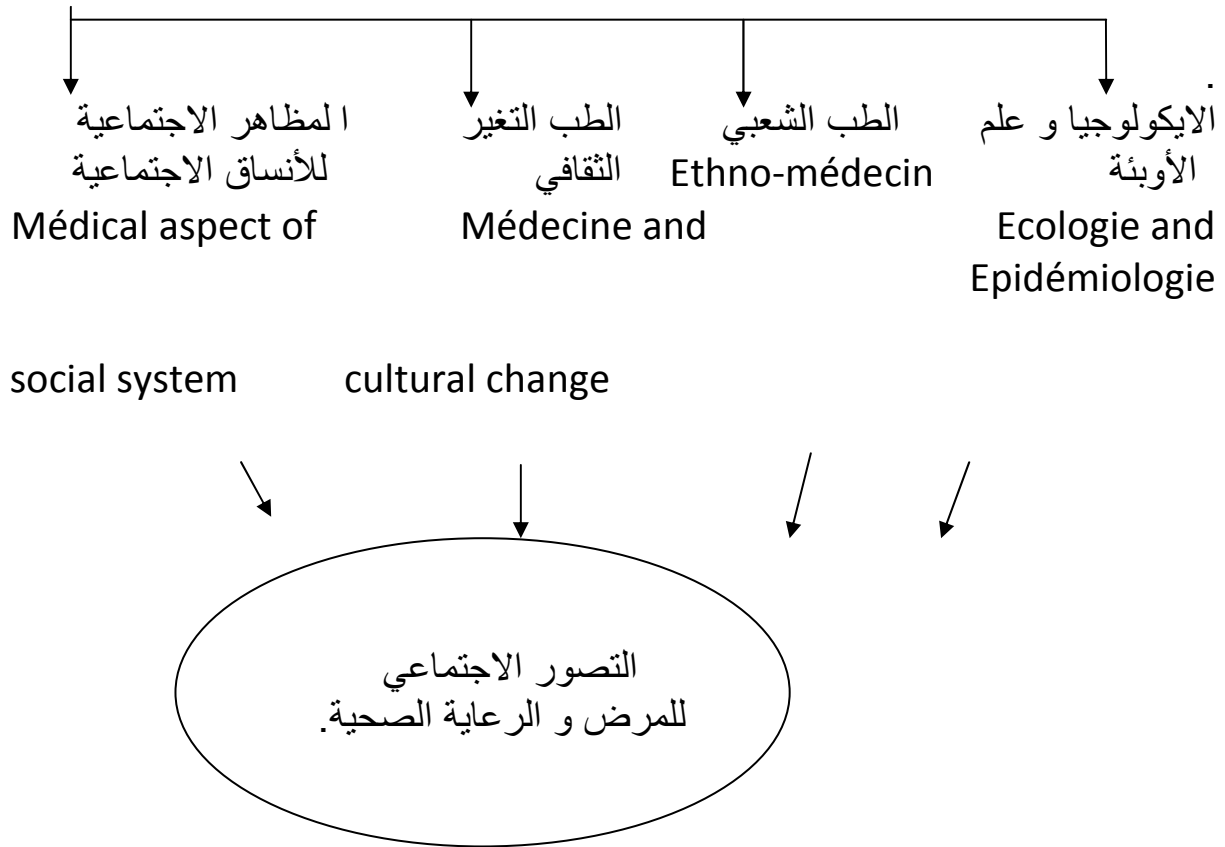 .
الايكولوجيا و علم
الأوبئة
Ecologie and
Epidémiologie
الطب الشعبي
Ethno-médecin
الطب التغير
الثقافي
Médecine and
cultural change
ا لمظاهر الاجتماعية
للأنساق الاجتماعية
Médical aspect of
social system
التصور الاجتماعي
للمرض و الرعاية الصحية.